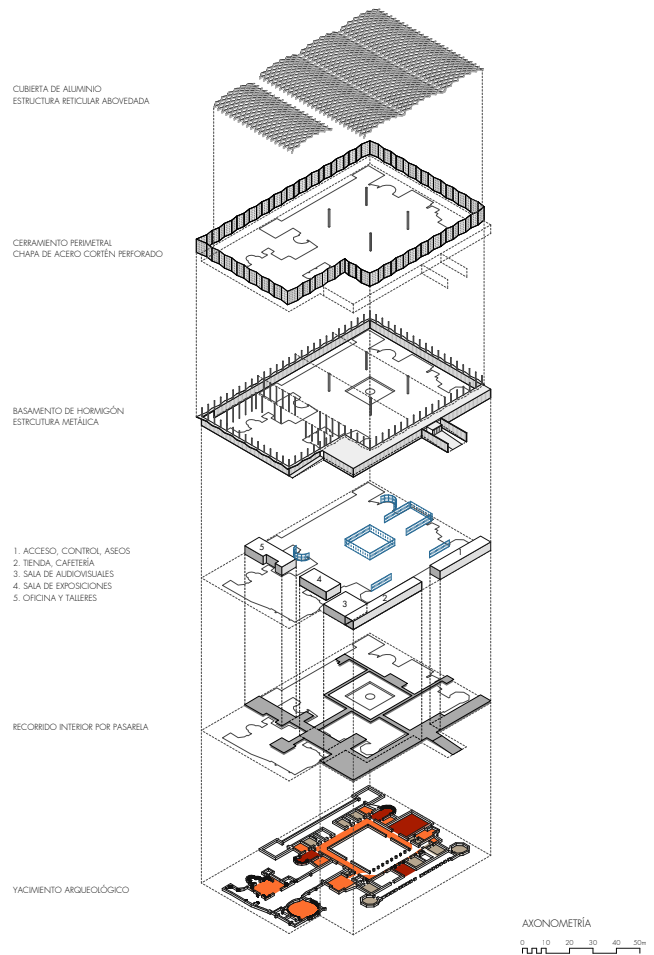 CUBIERTA DE ALUMINIO
ESTRUCTURA RETICULAR ABOVEDADA
CERRAMIENTO PERIMETRAL
CHAPA DE ACERO CORTÉN PERFORADO
BASAMENTO DE HORMIGÓN
ESTRCUTURA METÁLICA
1. ACCESO, CONTROL, ASEOS
2. TIENDA, CAFETERÍA
3. SALA DE AUDIOVISUALES
4. SALA DE EXPOSICIONES
5. OFICINA Y TALLERES
5
1
4
2
3
RECORRIDO INTERIOR POR PASARELA
YACIMIENTO ARQUEOLÓGICO
AXONOMETRÍA
0 10 20 30 40 50m